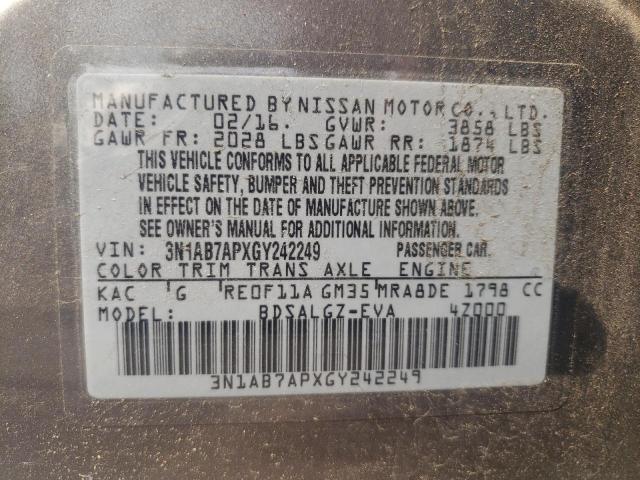 MANUFACTURED BY NISSAN MOTOR CO., LTD.
DATE: 02/16. GVWR: 3858 LBS
GAWR FR: 2028 LBS GAWR RR: 1874 LBS
THIS VEHICLE CONFORMS TO ALL APPLICABLE FEDERAL MOTOR
VEHICLE SAFETY, BUMPER AND THEFT PREVENTION STANDARDS
IN EFFECT ON THE DATE OF MANUFACTURE SHOWN ABOVE.
SEE OWNER'S MANUAL FOR ADDITIONAL INFORMATION.
VIN: 3N1AB7APXGY242249 PASSENGER CAR.
COLOR TRIM TRANS AXLE ENGINE
KAC G RE0F11A GM35 MRA8DE 1798 CC
MODEL: BDSALGZ-EVA 4Z000
3N1AB7APXGY242249